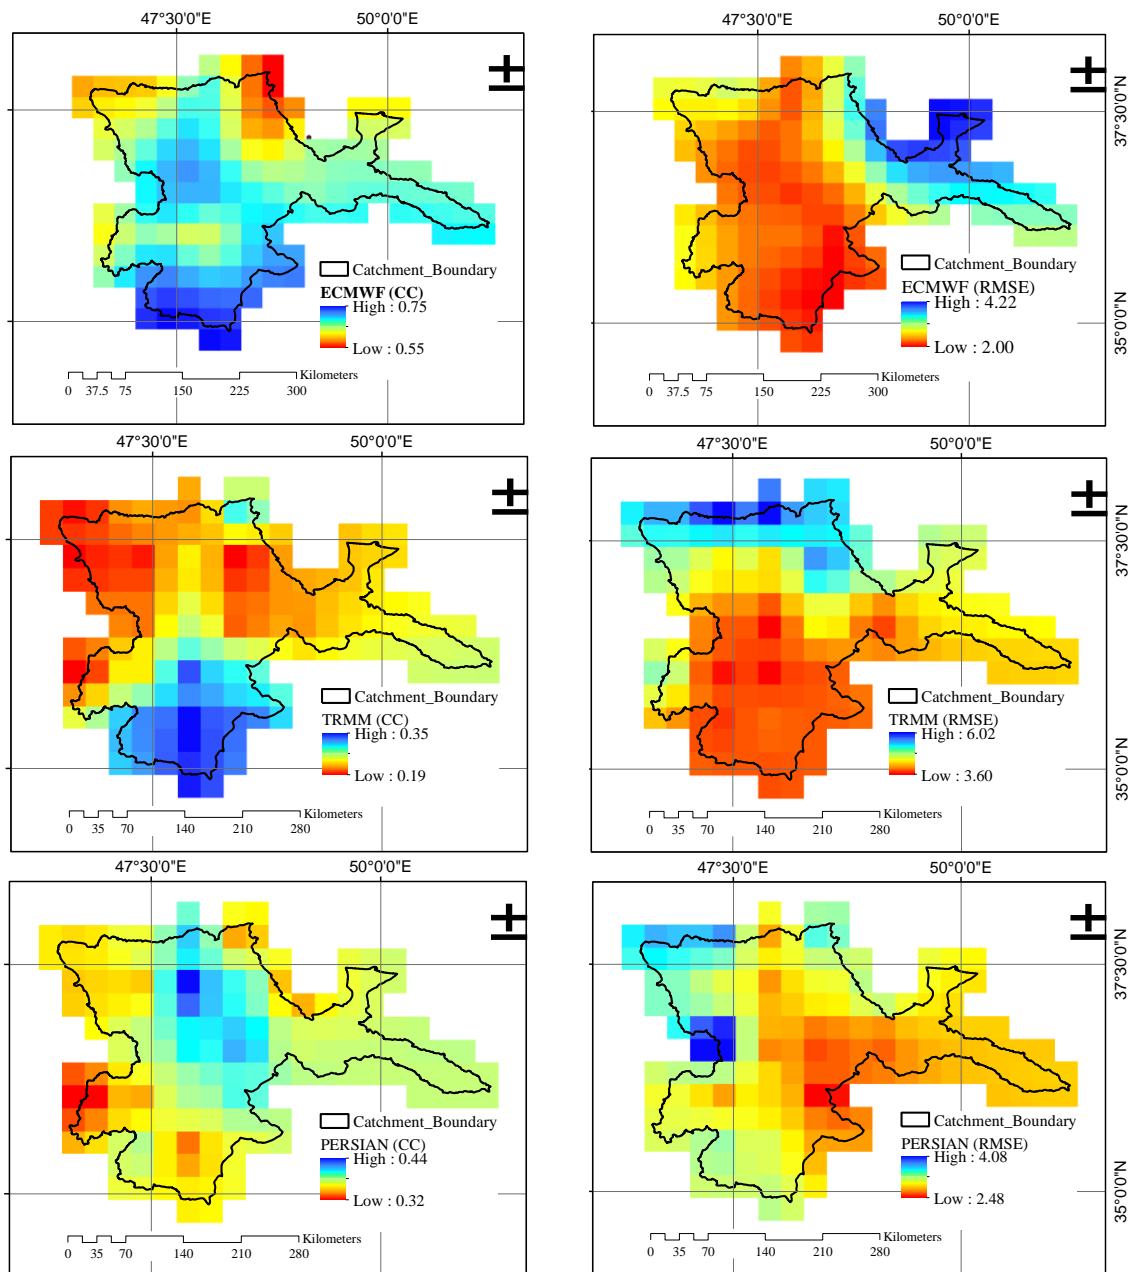 47°30'0"E 50°0'0"E
Catchment_Boundary
ECMWF (CC)
High : 0.75
Low : 0.55
Kilometers
0 37.5 75 150 225 300
47°30'0"E 50°0'0"E
37°30'0"N
35°0'0"N
Catchment_Boundary
ECMWF (RMSE)
High : 4.22
Low : 2.00
Kilometers
0 37.5 75 150 225 300
47°30'0"E 50°0'0"E
Catchment_Boundary
TRMM (CC)
High : 0.35
Low : 0.19
Kilometers
0 35 70 140 210 280
47°30'0"E 50°0'0"E
37°30'0"N
35°0'0"N
Catchment_Boundary
TRMM (RMSE)
High : 6.02
Low : 3.60
Kilometers
0 35 70 140 210 280
47°30'0"E 50°0'0"E
Catchment_Boundary
PERSIAN (CC)
High : 0.44
Low : 0.32
Kilometers
0 35 70 140 210 280
47°30'0"E 50°0'0"E
37°30'0"N
35°0'0"N
Catchment_Boundary
PERSIAN (RMSE)
High : 4.08
Low : 2.48
Kilometers
0 35 70 140 210 280